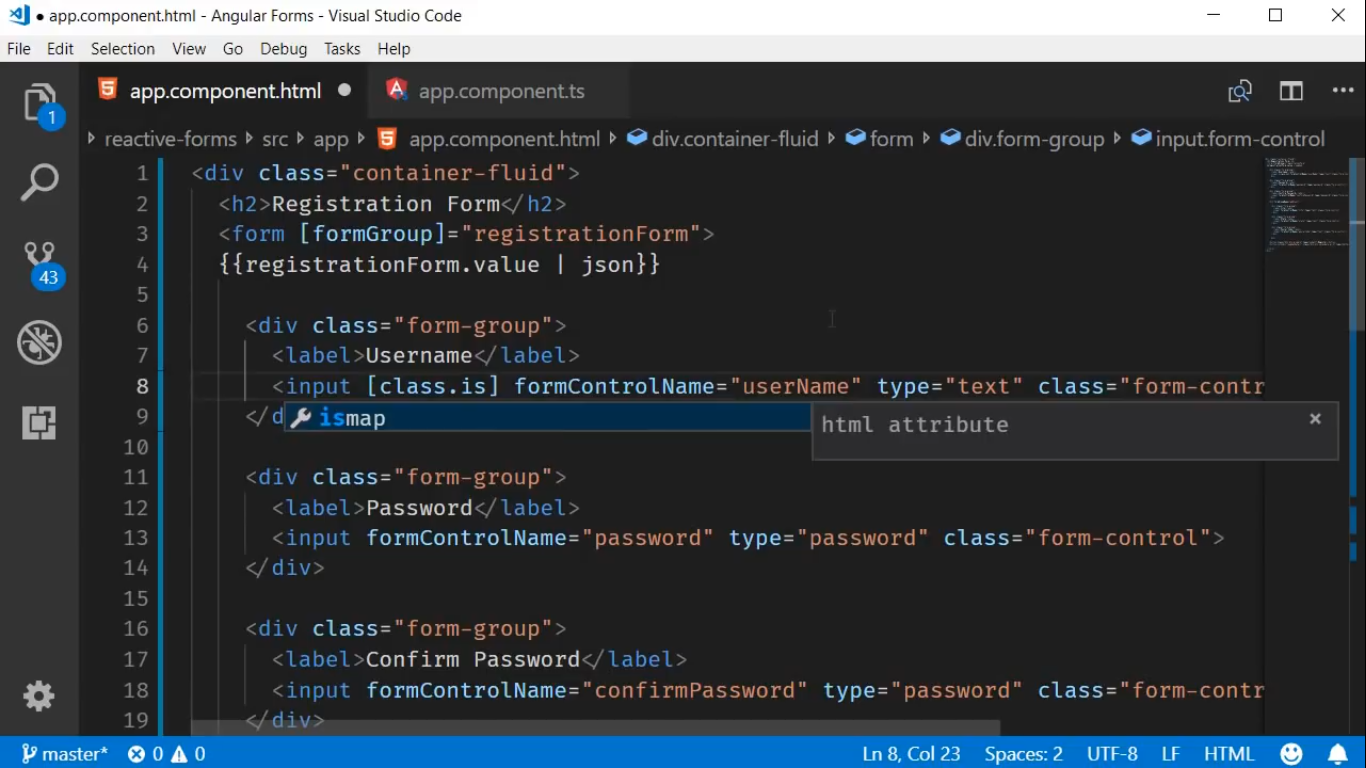 app.component.html - Angular Forms - Visual Studio Code
File Edit Selection View Go Debug Tasks Help
app.component.html app.component.ts
1
reactive-forms src app app.component.html div.container-fluid form div.form-group input.form-control
1 <div class="container-fluid">
2 <h2>Registration Form</h2>
3 <form [formGroup]="registrationForm">
4 {{registrationForm.value | json}}
43
5
6 <div class="form-group">
7 <label>Username</label>
8 <input [class.is] formControlName="userName" type="text" class="form-contr
9 </d
ismap
html attribute
10
11 <div class="form-group">
12 <label>Password</label>
13 <input formControlName="password" type="password" class="form-control">
14 </div>
15
16 <div class="form-group">
17 <label>Confirm Password</label>
18 <input formControlName="confirmPassword" type="password" class="form-contr
19 </div>
master* 0 0 Ln 8, Col 23 Spaces: 2 UTF-8 LF HTML